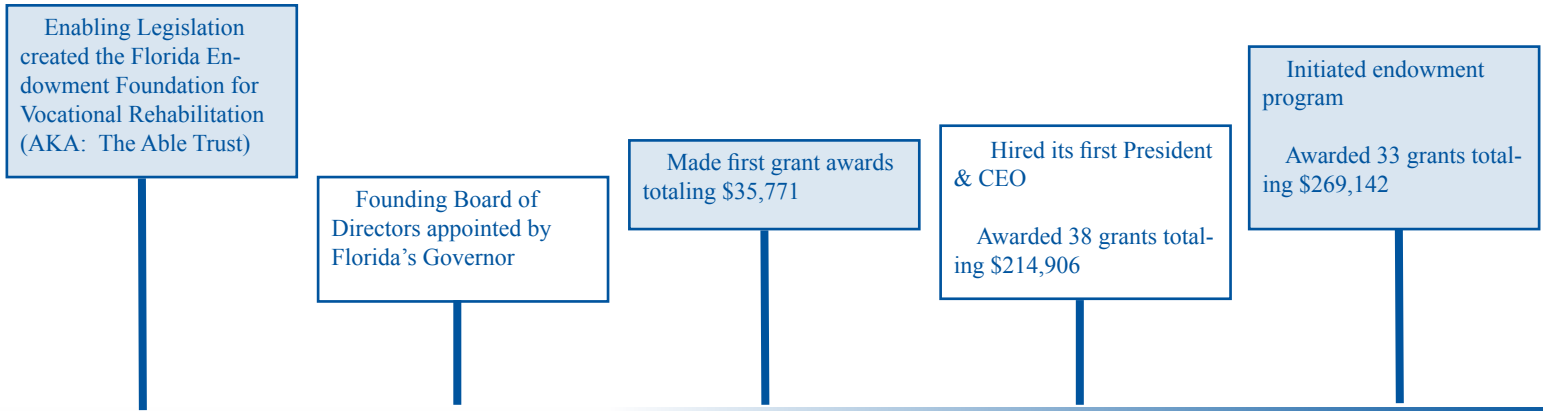 Enabling Legislation
created the Florida En-
dowment Foundation for
Vocational Rehabilitation
(AKA:  The Able Trust)
Founding Board of
Directors appointed by
Florida’s Governor
Made first grant awards
totaling $35,771
Hired its first President
& CEO
Awarded 38 grants total-
ing $214,906
Initiated endowment
program
Awarded 33 grants total-
ing $269,142